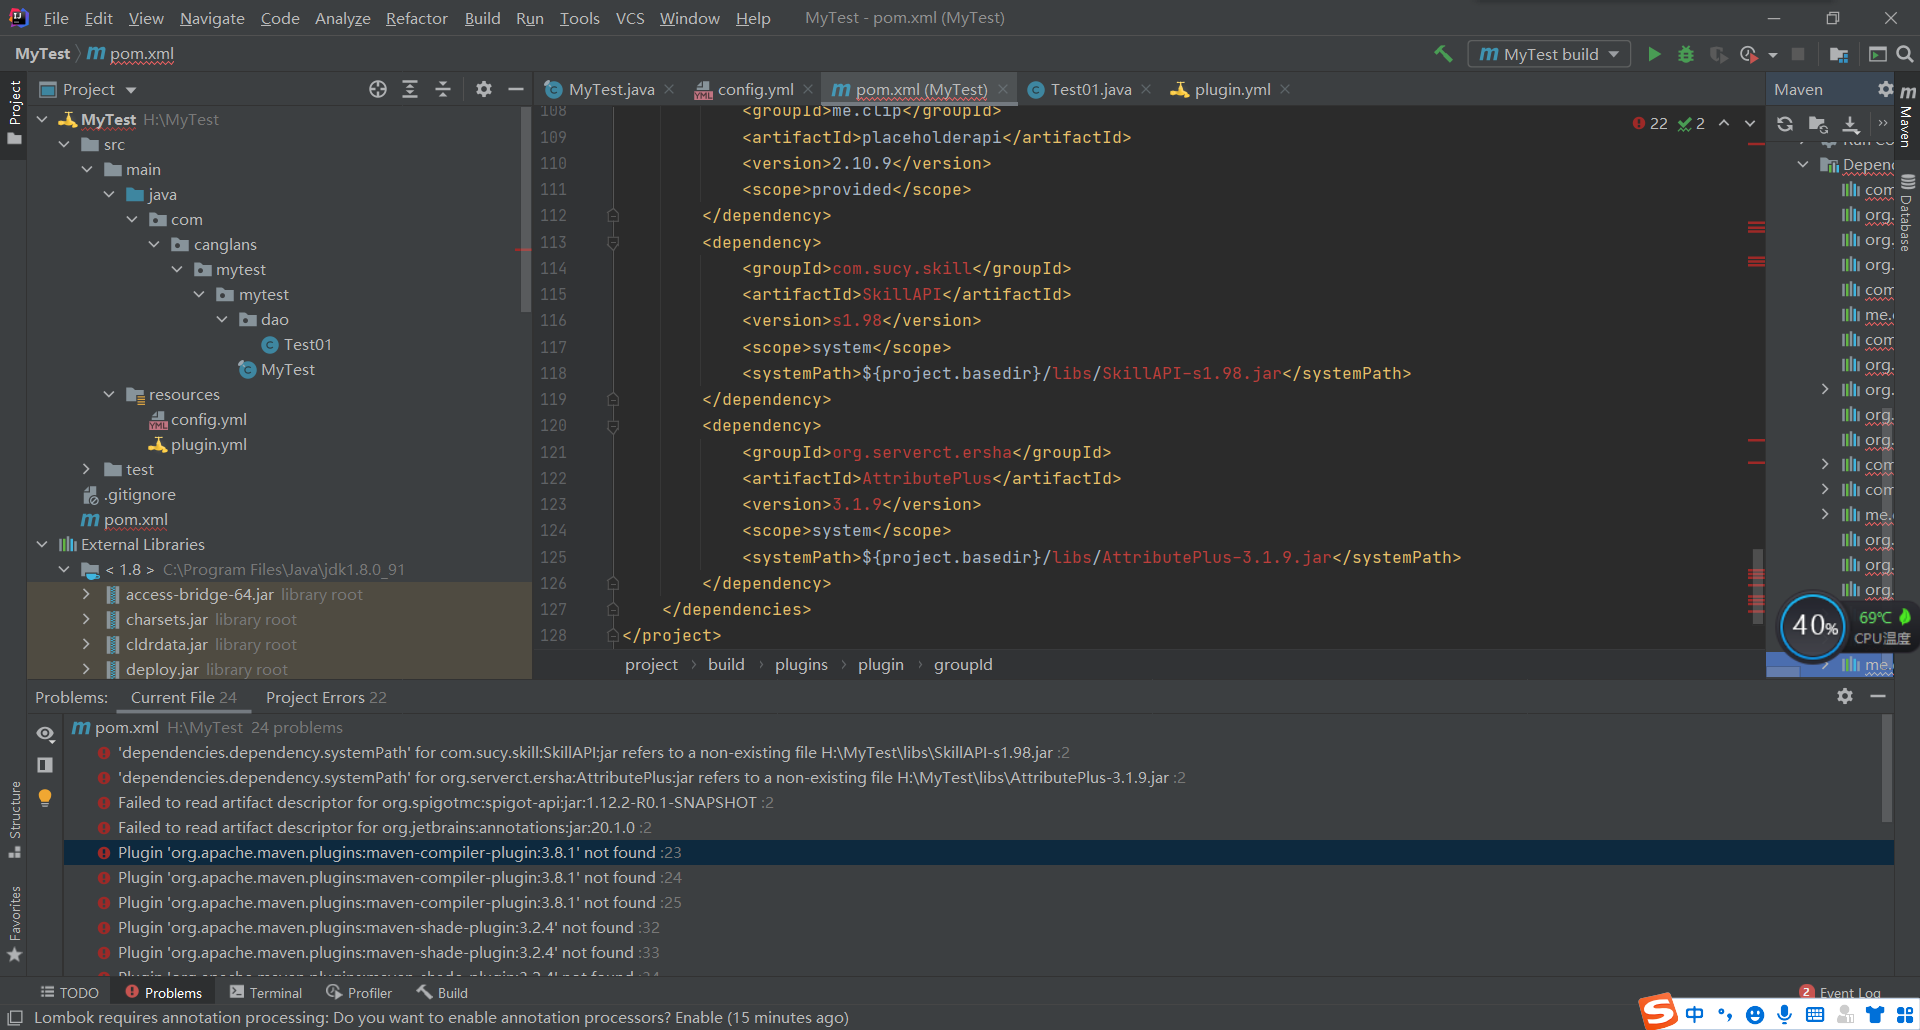 File Edit View Navigate Code Analyze Refactor Build Run Tools VCS Window Help MyTest - pom.xml (MyTest)
MyTest pom.xml
MyTest build
Project
MyTest.java
config.yml
pom.xml (MyTest)
Test01.java
plugin.yml
Maven
Project
Structure
Favorites
Maven
Database
MyTest H:\MyTest
src
main
java
com
canglans
mytest
mytest
dao
Test01
MyTest
resources
config.yml
plugin.yml
test
.gitignore
pom.xml
External Libraries
< 1.8 > C:\Program Files\Java\jdk1.8.0_91
access-bridge-64.jar library root
charsets.jar library root
cldrdata.jar library root
deploy.jar library root
22 2
108 <groupId>me.clip</groupId>
109 <artifactId>placeholderapi</artifactId>
110 <version>2.10.9</version>
111 <scope>provided</scope>
112 </dependency>
113 <dependency>
114 <groupId>com.sucy.skill</groupId>
115 <artifactId>SkillAPI</artifactId>
116 <version>s1.98</version>
117 <scope>system</scope>
118 <systemPath>${project.basedir}/libs/SkillAPI-s1.98.jar</systemPath>
119 </dependency>
120 <dependency>
121 <groupId>org.serverct.ersha</groupId>
122 <artifactId>AttributePlus</artifactId>
123 <version>3.1.9</version>
124 <scope>system</scope>
125 <systemPath>${project.basedir}/libs/AttributePlus-3.1.9.jar</systemPath>
126 </dependency>
127 </dependencies>
128 </project>
project build plugins plugin groupId
Depen
com
org.
org.
org.
com
me.
com
org.
org.
org.
org.
com
com
me.
org.
org.
org.
me.
40%
69℃
CPU温度
Problems: Current File 24 Project Errors 22
pom.xml H:\MyTest 24 problems
'dependencies.dependency.systemPath' for com.sucy.skill:SkillAPI:jar refers to a non-existing file H:\MyTest\libs\SkillAPI-s1.98.jar :2
'dependencies.dependency.systemPath' for org.serverct.ersha:AttributePlus:jar refers to a non-existing file H:\MyTest\libs\AttributePlus-3.1.9.jar :2
Failed to read artifact descriptor for org.spigotmc:spigot-api:jar:1.12.2-R0.1-SNAPSHOT :2
Failed to read artifact descriptor for org.jetbrains:annotations:jar:20.1.0 :2
Plugin 'org.apache.maven.plugins:maven-compiler-plugin:3.8.1' not found :23
Plugin 'org.apache.maven.plugins:maven-compiler-plugin:3.8.1' not found :24
Plugin 'org.apache.maven.plugins:maven-compiler-plugin:3.8.1' not found :25
Plugin 'org.apache.maven.plugins:maven-shade-plugin:3.2.4' not found :32
Plugin 'org.apache.maven.plugins:maven-shade-plugin:3.2.4' not found :33
Plugin 'org.apache.maven.plugins:maven-shade-plugin:3.2.4' not found :34
TODO Problems Terminal Profiler Build
2 Event Log
Lombok requires annotation processing: Do you want to enable annotation processors? Enable (15 minutes ago)
中